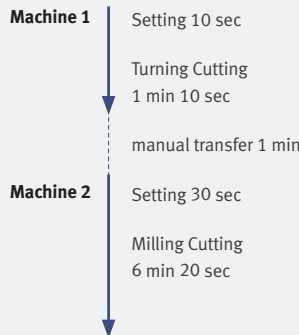 Machine 1 Setting 10 sec
Turning Cutting
1 min 10 sec
manual transfer 1 min
Machine 2 Setting 30 sec
Milling Cutting
6 min 20 sec